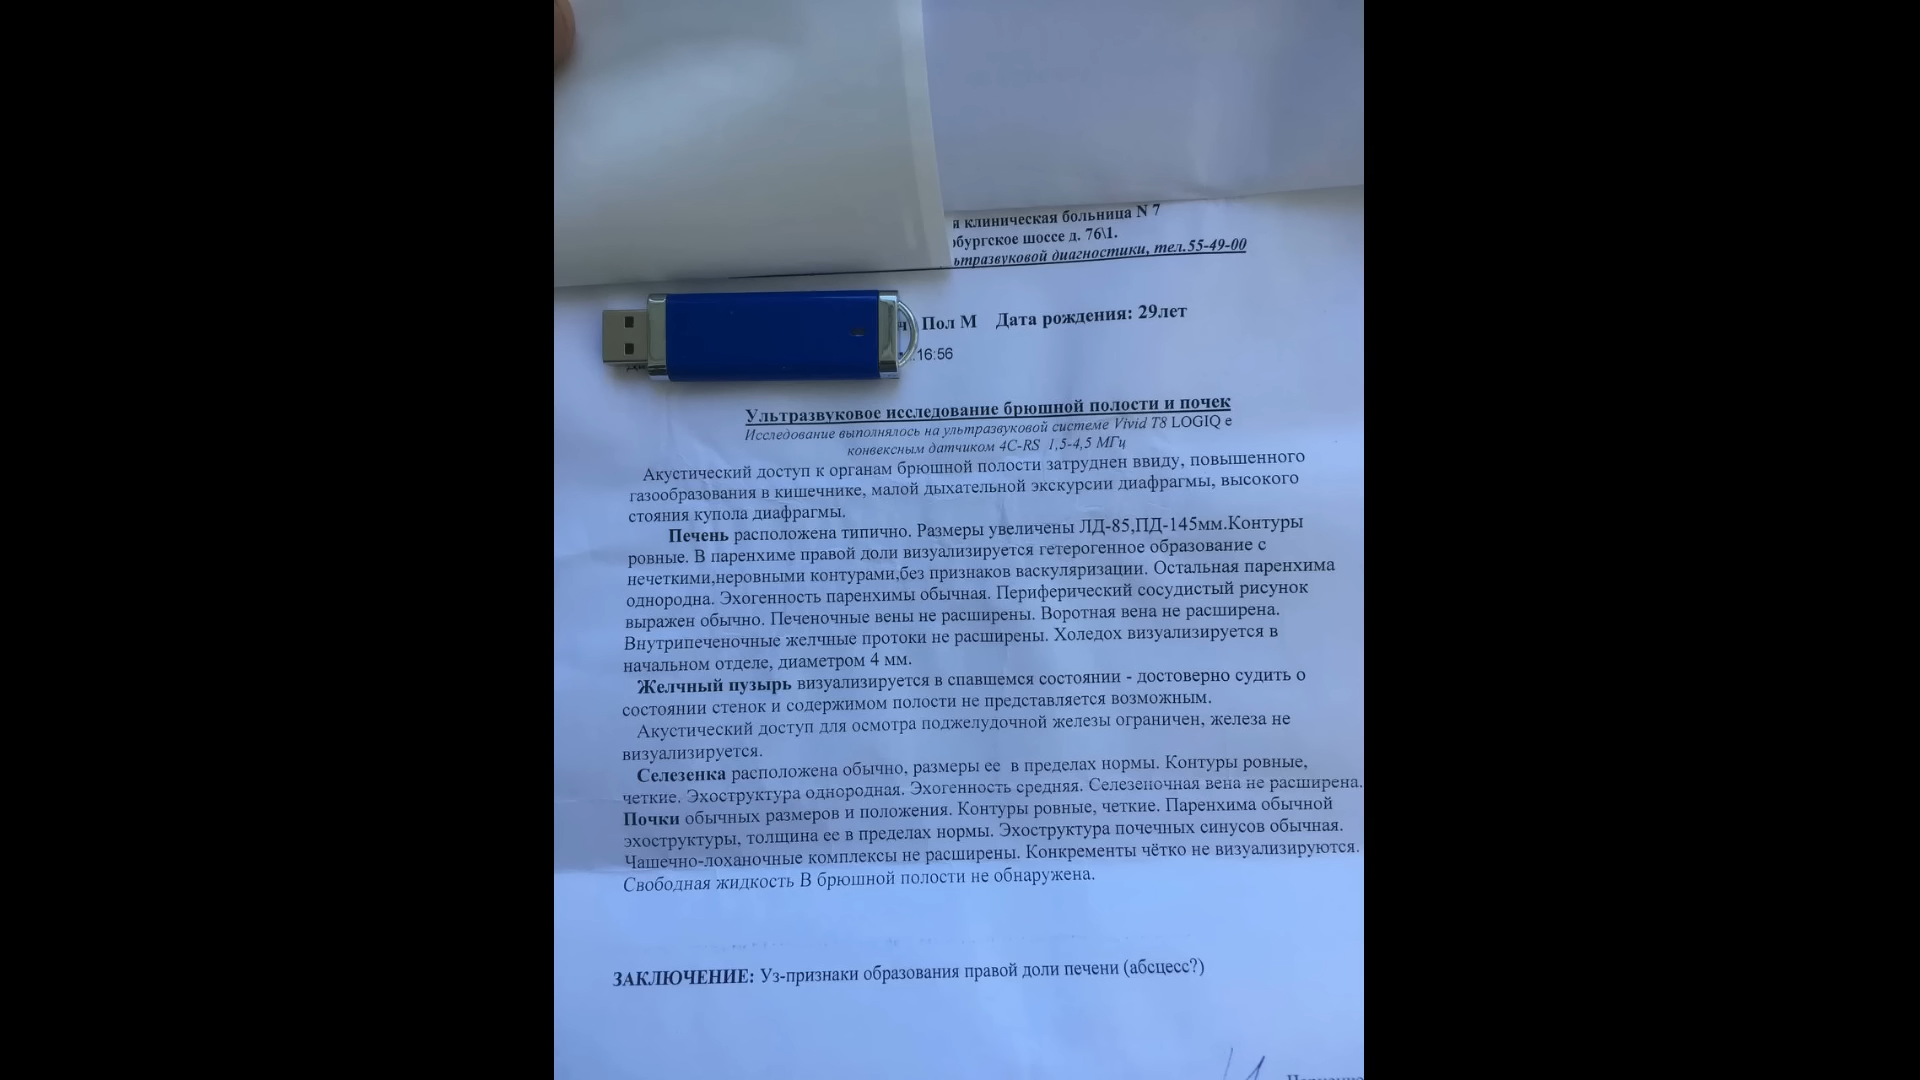 клиническая больница N 7
бургское шоссе д. 76\1.
ьтразвуковой диагностики, тел.55-49-00
Пол М Дата рождения: 29лет
16:56
Ультразвуковое исследование брюшной полости и почек
Исследование выполнялось на ультразвуковой системе Vivid T8 LOGIQ e
конвексным датчиком 4C-RS 1,5-4,5 МГц
Акустический доступ к органам брюшной полости затруднен ввиду, повышенного
газообразования в кишечнике, малой дыхательной экскурсии диафрагмы, высокого
стояния купола диафрагмы.
Печень расположена типично. Размеры увеличены ЛД-85,ПД-145мм.Контуры
ровные. В паренхиме правой доли визуализируется гетерогенное образование с
нечеткими,неровными контурами,без признаков васкуляризации. Остальная паренхима
однородна. Эхогенность паренхимы обычная. Периферический сосудистый рисунок
выражен обычно. Печеночные вены не расширены. Воротная вена не расширена.
Внутрипеченочные желчные протоки не расширены. Холедох визуализируется в
начальном отделе, диаметром 4 мм.
Желчный пузырь визуализируется в спавшемся состоянии - достоверно судить о
состоянии стенок и содержимом полости не представляется возможным.
Акустический доступ для осмотра поджелудочной железы ограничен, железа не
визуализируется.
Селезенка расположена обычно, размеры ее в пределах нормы. Контуры ровные,
четкие. Эхоструктура однородная. Эхогенность средняя. Селезеночная вена не расширена.
Почки обычных размеров и положения. Контуры ровные, четкие. Паренхима обычной
эхоструктуры, толщина ее в пределах нормы. Эхоструктура почечных синусов обычная.
Чашечно-лоханочные комплексы не расширены. Конкременты чётко не визуализируются.
Свободная жидкость В брюшной полости не обнаружена.
ЗАКЛЮЧЕНИЕ: Уз-признаки образования правой доли печени (абсцесс?)